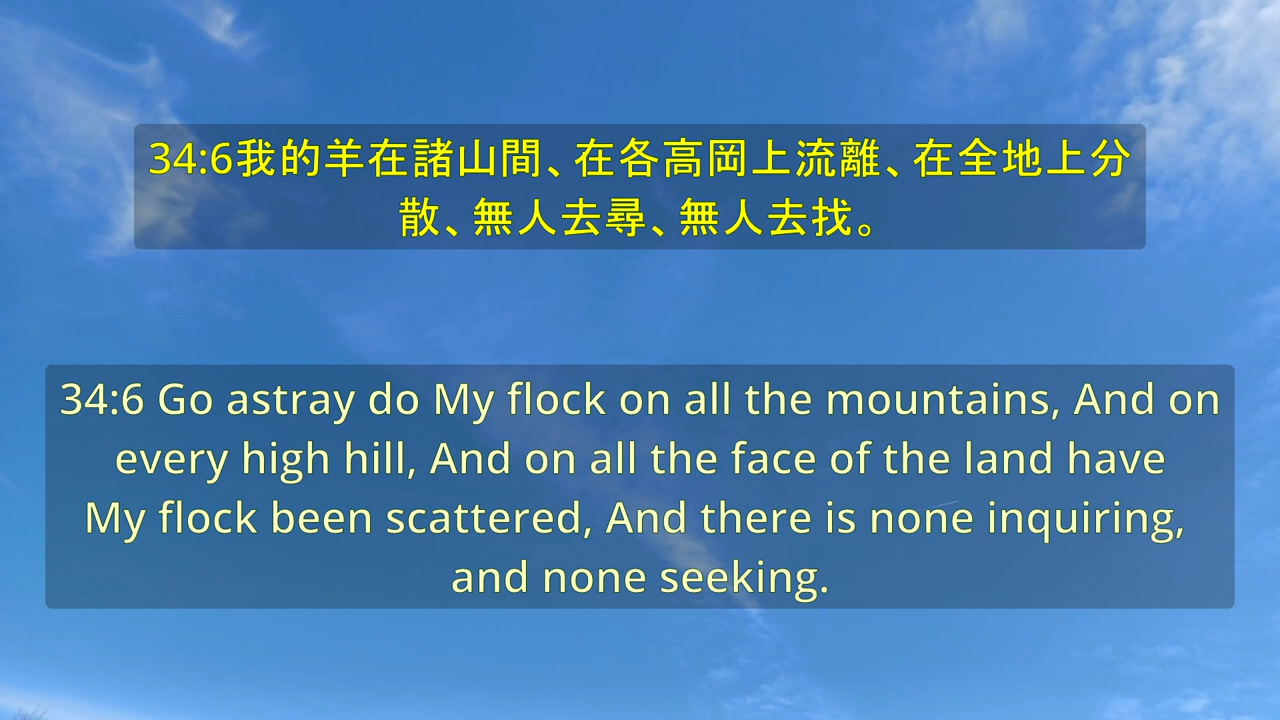 34:6我的羊在諸山間、在各高岡上流離、在全地上分
散、無人去尋、無人去找。
34:6 Go astray do My flock on all the mountains, And on
every high hill, And on all the face of the land have
My flock been scattered, And there is none inquiring,
and none seeking.